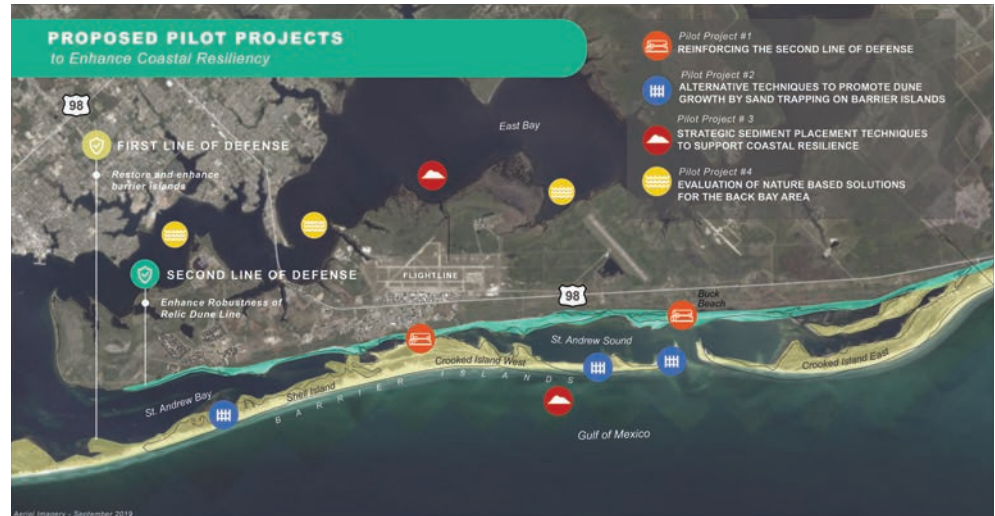 PROPOSED PILOT PROJECTS
to Enhance Coastal Resiliency
Pilot Project #1
REINFORCING THE SECOND LINE OF DEFENSE
Pilot Project #2
ALTERNATIVE TECHNIQUES TO PROMOTE DUNE
GROWTH BY SAND TRAPPING ON BARRIER ISLANDS
Pilot Project # 3
STRATEGIC SEDIMENT PLACEMENT TECHNIQUES
TO SUPPORT COASTAL RESILIENCE
Pilot Project #4
EVALUATION OF NATURE BASED SOLUTIONS
FOR THE BACK BAY AREA
98
East Bay
FIRST LINE OF DEFENSE
Restore and enhance
barrier islands
SECOND LINE OF DEFENSE
Enhance Robustness of
Relic Dune Line
FLIGHTLINE
98
Buck
Beach
St. Andrew Sound
Crooked Island West
Crooked Island East
Shell Island
St. Andrew Bay
BARRIER ISLANDS
Gulf of Mexico
Aerial Imagery - September 2019